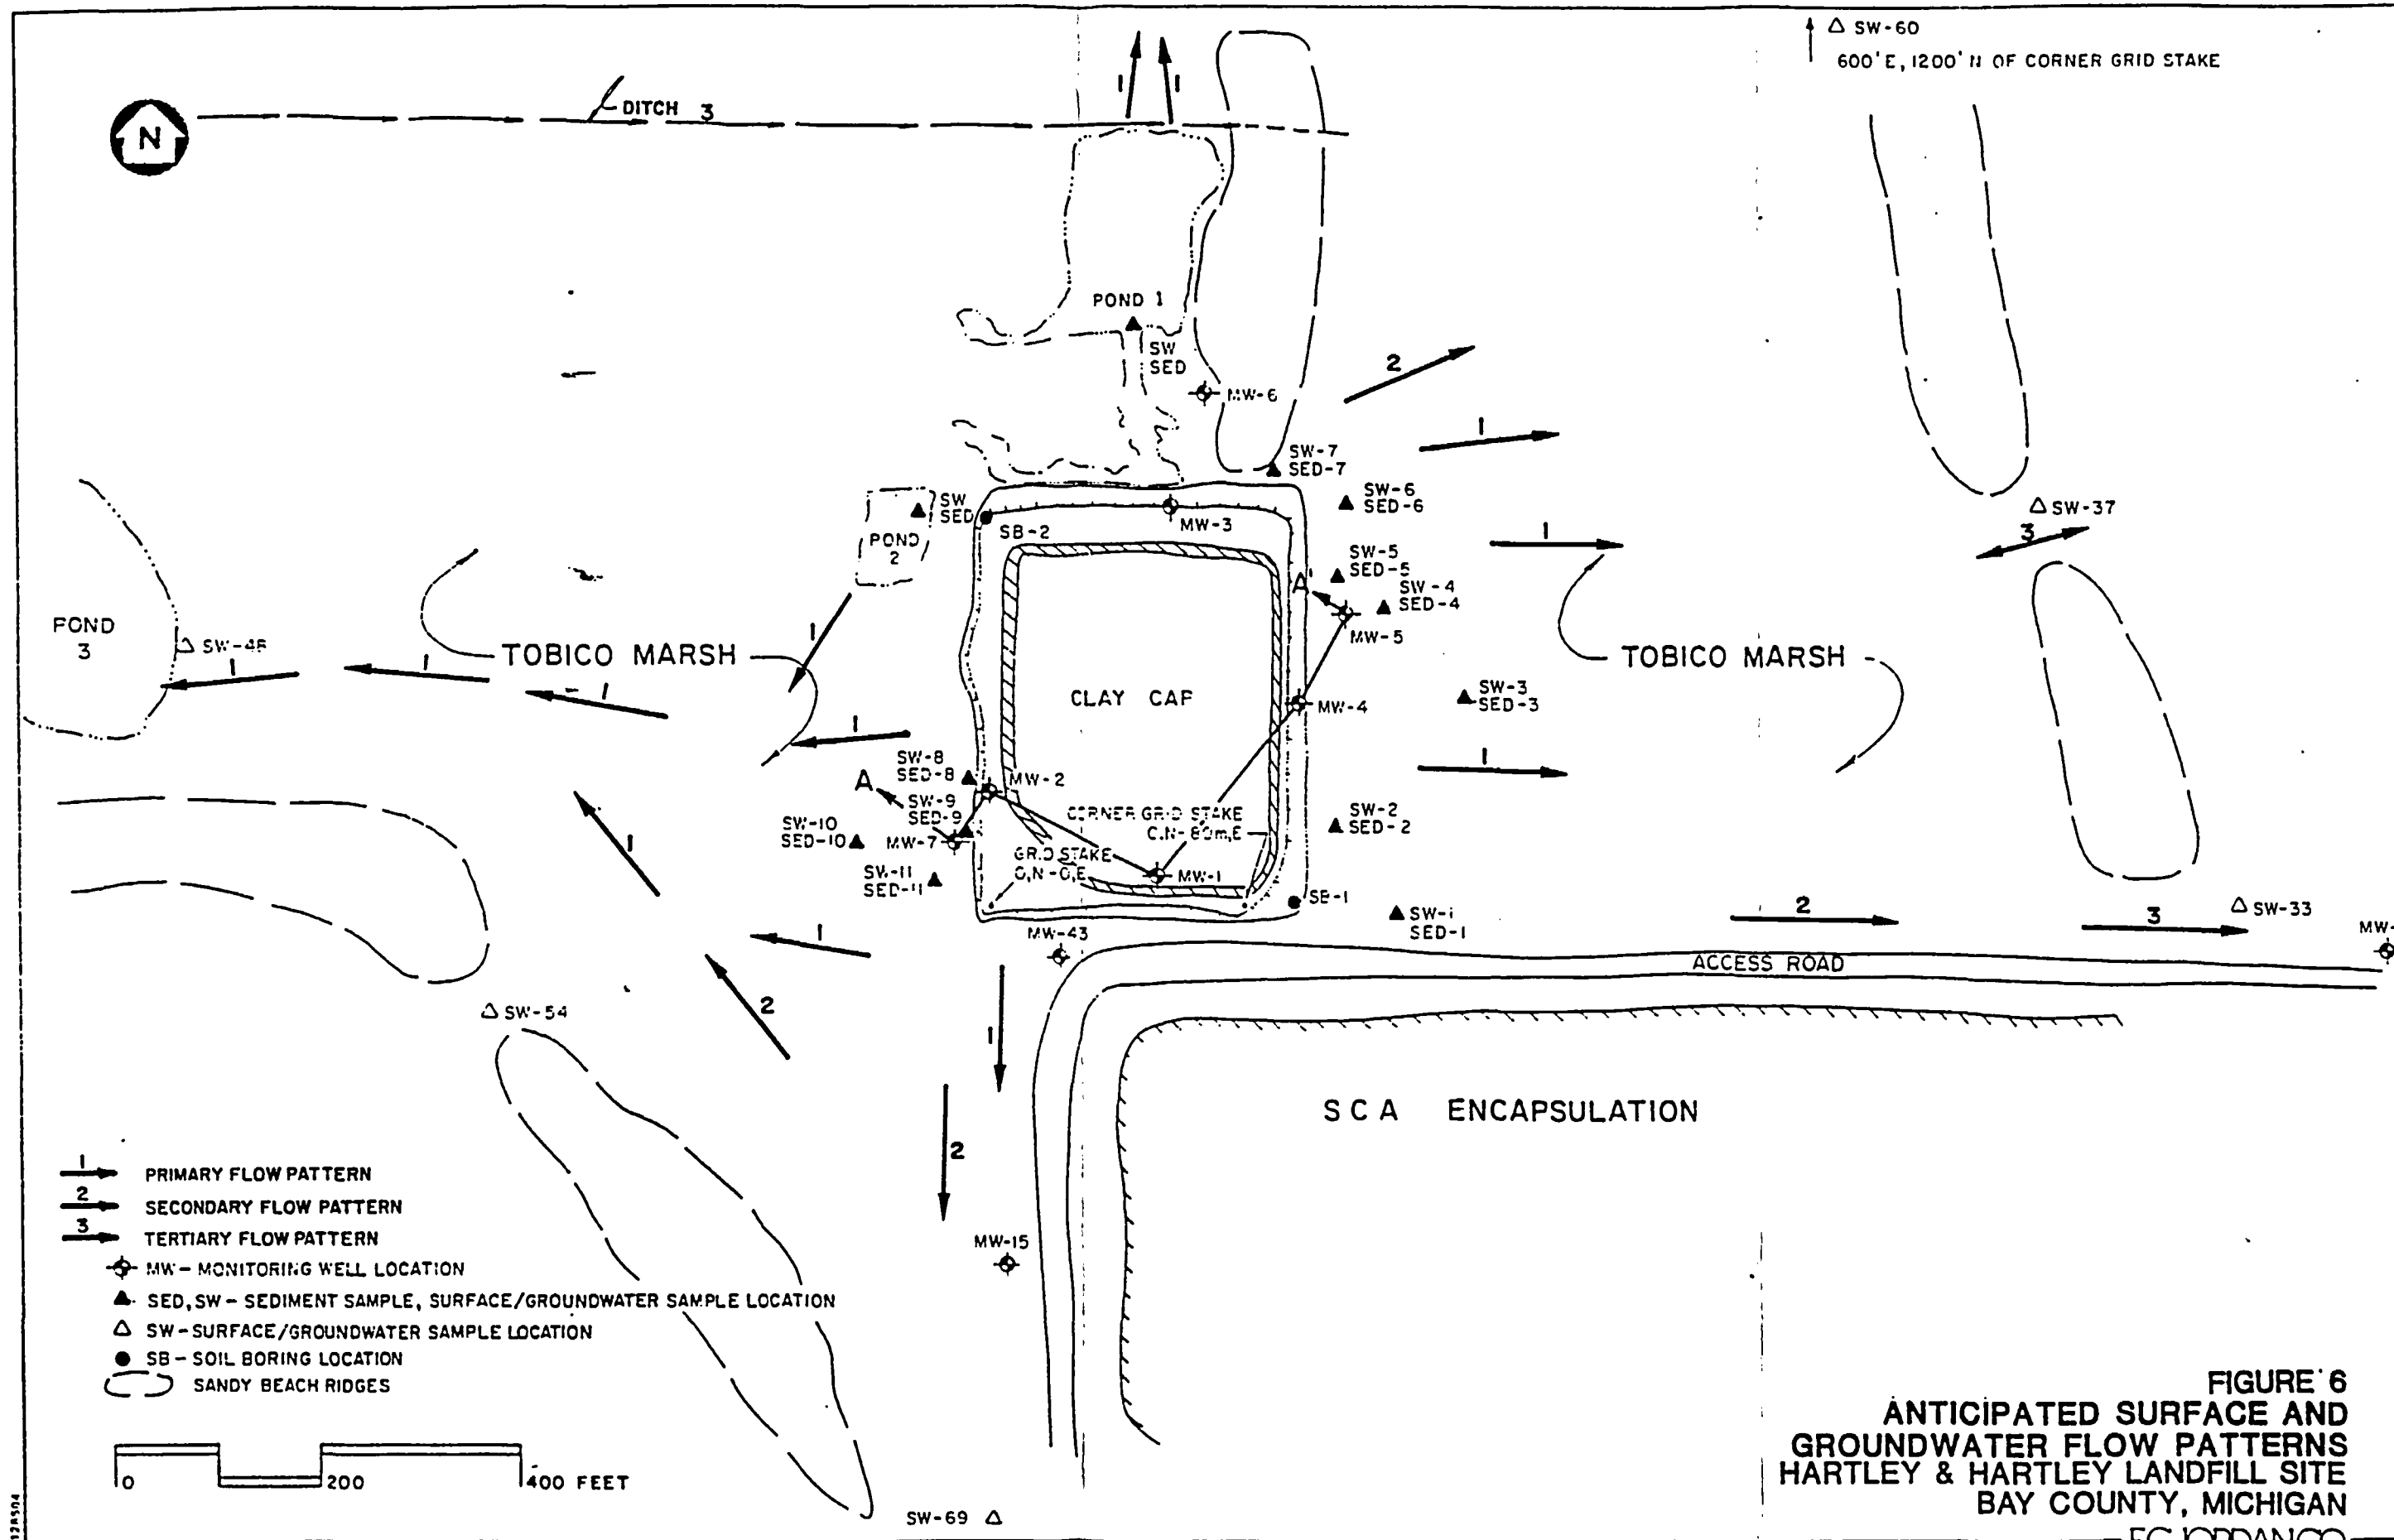 SW-60
600'E, 1200' N OF CORNER GRID STAKE
DITCH 3
N
1
1
POND 1
SW
SED
MW-6
2
1
SW-7
SED-7
SW-6
SED-6
SW
SED
POND
2
SB-2
MW-3
1
SW-37
3
SW-5
SED-5
SW-4
SED-4
A'
MW-5
POND
3
SW-48
1
1
TOBICO MARSH
1
1
1
CLAY CAP
MW-4
TOBICO MARSH
SW-3
SED-3
1
SW-8
SED-8
MW-2
A
SW-9
SED-9
SW-10
SED-10
MW-7
CORNER GRID STAKE
SW-2
SED-2
GRID STAKE
0,N-0,E
SW-11
SED-11
MW-1
1
SB-1
SW-1
SED-1
2
3
SW-33
MW-
MW-43
1
ACCESS ROAD
2
SW-54
1
2
SCA ENCAPSULATION
MW-15
1 PRIMARY FLOW PATTERN
2 SECONDARY FLOW PATTERN
3 TERTIARY FLOW PATTERN
MW - MONITORING WELL LOCATION
SED, SW - SEDIMENT SAMPLE, SURFACE/GROUNDWATER SAMPLE LOCATION
SW - SURFACE/GROUNDWATER SAMPLE LOCATION
SB - SOIL BORING LOCATION
SANDY BEACH RIDGES
0 200 400 FEET
SW-69
FIGURE 6
ANTICIPATED SURFACE AND
GROUNDWATER FLOW PATTERNS
HARTLEY & HARTLEY LANDFILL SITE
BAY COUNTY, MICHIGAN
E.C. JORDAN CO.